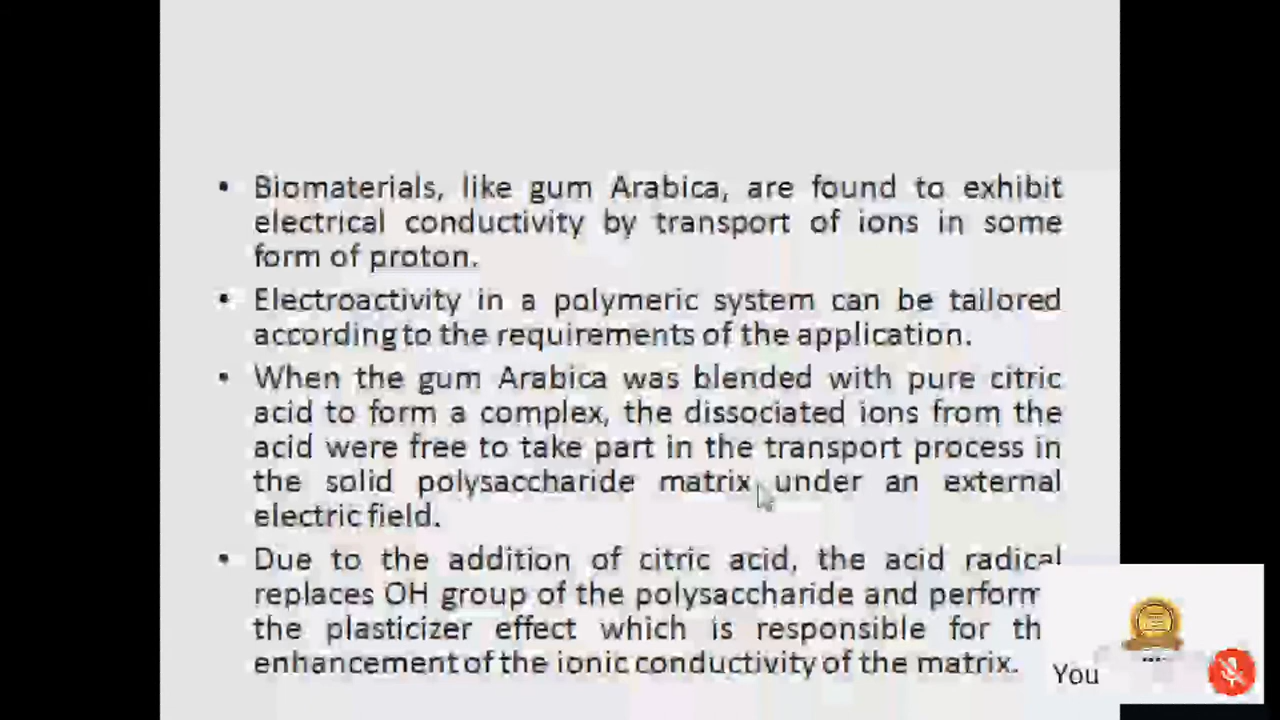 • Biomaterials, like gum Arabica, are found to exhibit
electrical conductivity by transport of ions in some
form of proton.
• Electroactivity in a polymeric system can be tailored
according to the requirements of the application.
• When the gum Arabica was blended with pure citric
acid to form a complex, the dissociated ions from the
acid were free to take part in the transport process in
the solid polysaccharide matrix under an external
electric field.
• Due to the addition of citric acid, the acid radical
replaces OH group of the polysaccharide and perform
the plasticizer effect which is responsible for th
enhancement of the ionic conductivity of the matrix.
You